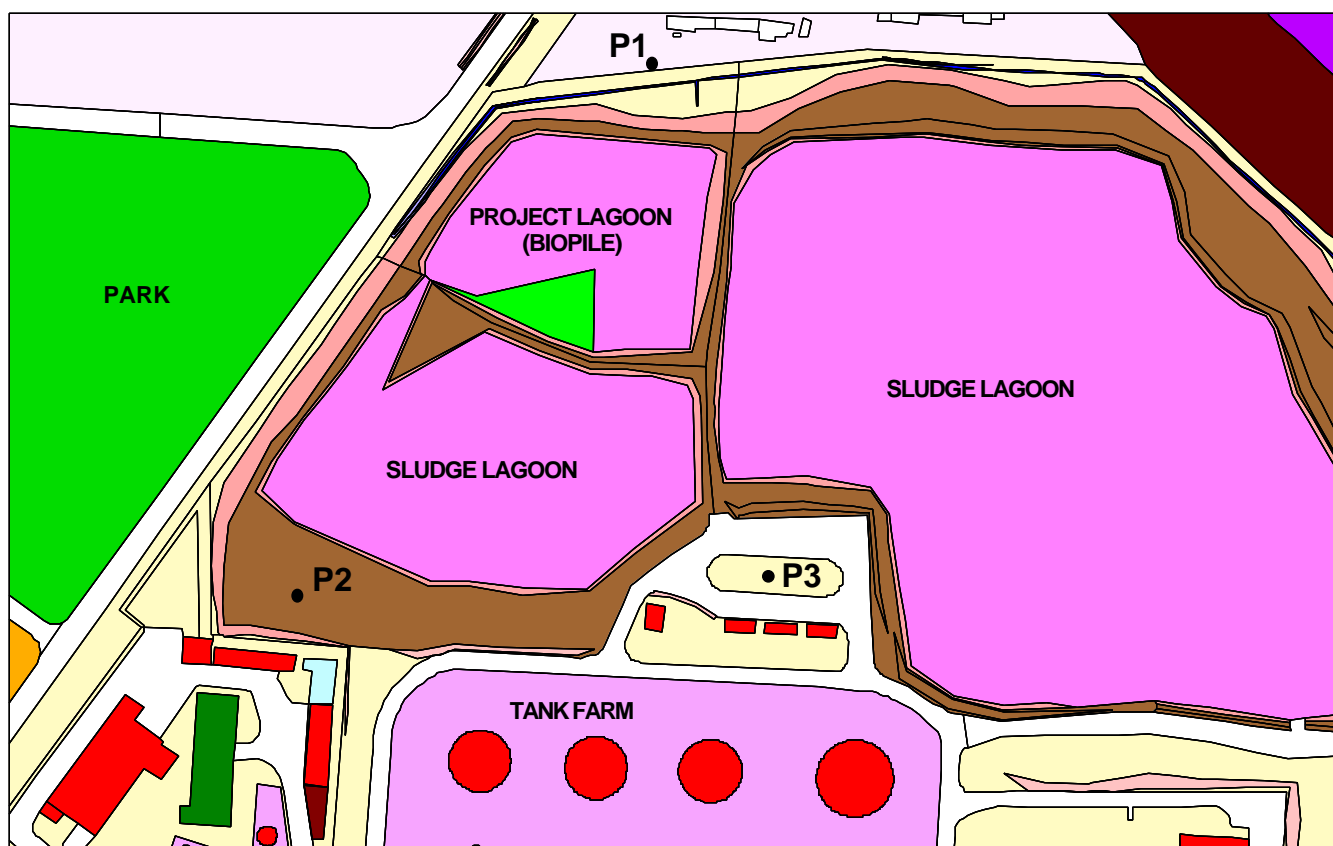 P1
PROJECT LAGOON
(BIOPILE)
PARK
SLUDGE LAGOON
SLUDGE LAGOON
P2
P3
TANK FARM